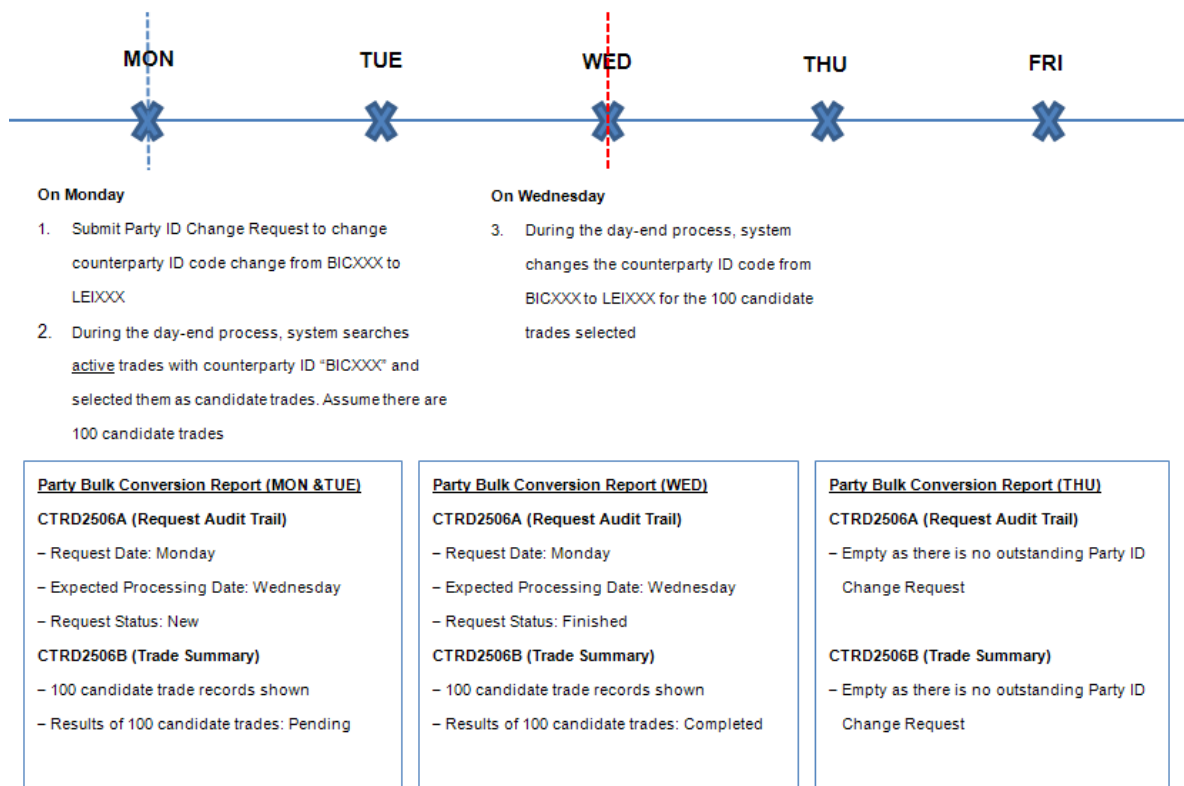 MON
TUE
WED
THU
FRI
On Monday
1. Submit Party ID Change Request to change
counterparty ID code change from BICXXX to
LEIXXX
2. During the day-end process, system searches
active trades with counterparty ID “BICXXX” and
selected them as candidate trades. Assume there are
100 candidate trades
On Wednesday
3. During the day-end process, system
changes the counterparty ID code from
BICXXX to LEIXXX for the 100 candidate
trades selected
Party Bulk Conversion Report (MON &TUE)
CTRD2506A (Request Audit Trail)
– Request Date: Monday
– Expected Processing Date: Wednesday
– Request Status: New
CTRD2506B (Trade Summary)
– 100 candidate trade records shown
– Results of 100 candidate trades: Pending
Party Bulk Conversion Report (WED)
CTRD2506A (Request Audit Trail)
– Request Date: Monday
– Expected Processing Date: Wednesday
– Request Status: Finished
CTRD2506B (Trade Summary)
– 100 candidate trade records shown
– Results of 100 candidate trades: Completed
Party Bulk Conversion Report (THU)
CTRD2506A (Request Audit Trail)
– Empty as there is no outstanding Party ID
Change Request
CTRD2506B (Trade Summary)
– Empty as there is no outstanding Party ID
Change Request